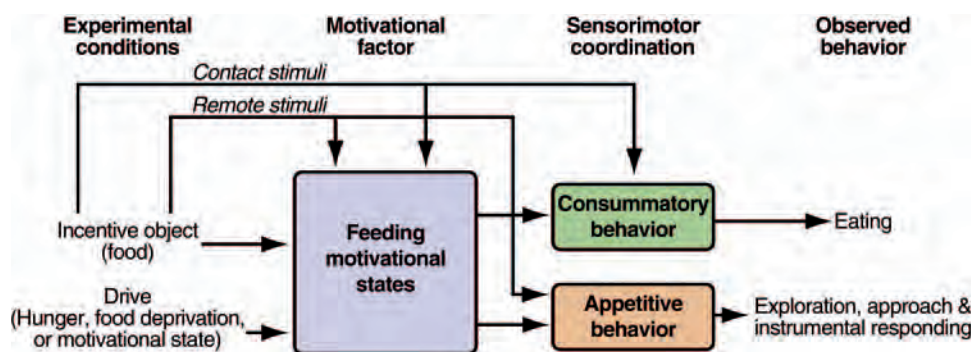 Experimental conditions
Motivational factor
Sensorimotor coordination
Observed behavior
Contact stimuli
Remote stimuli
Incentive object
(food)
Drive
(Hunger, food deprivation,
or motivational state)
Feeding
motivational
states
Consummatory
behavior
Appetitive
behavior
Eating
Exploration, approach &
instrumental responding